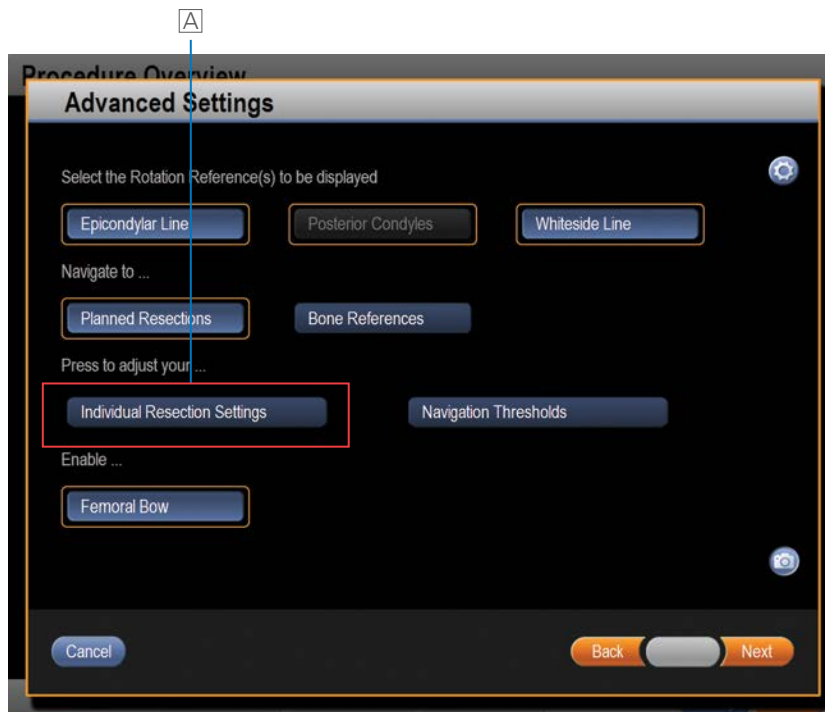 A
Procedure Overview
Advanced Settings
Select the Rotation Reference(s) to be displayed
Epicondylar Line Posterior Condyles Whiteside Line
Navigate to ...
Planned Resections Bone References
Press to adjust your ...
Individual Resection Settings Navigation Thresholds
Enable ...
Femoral Bow
Cancel Back Next